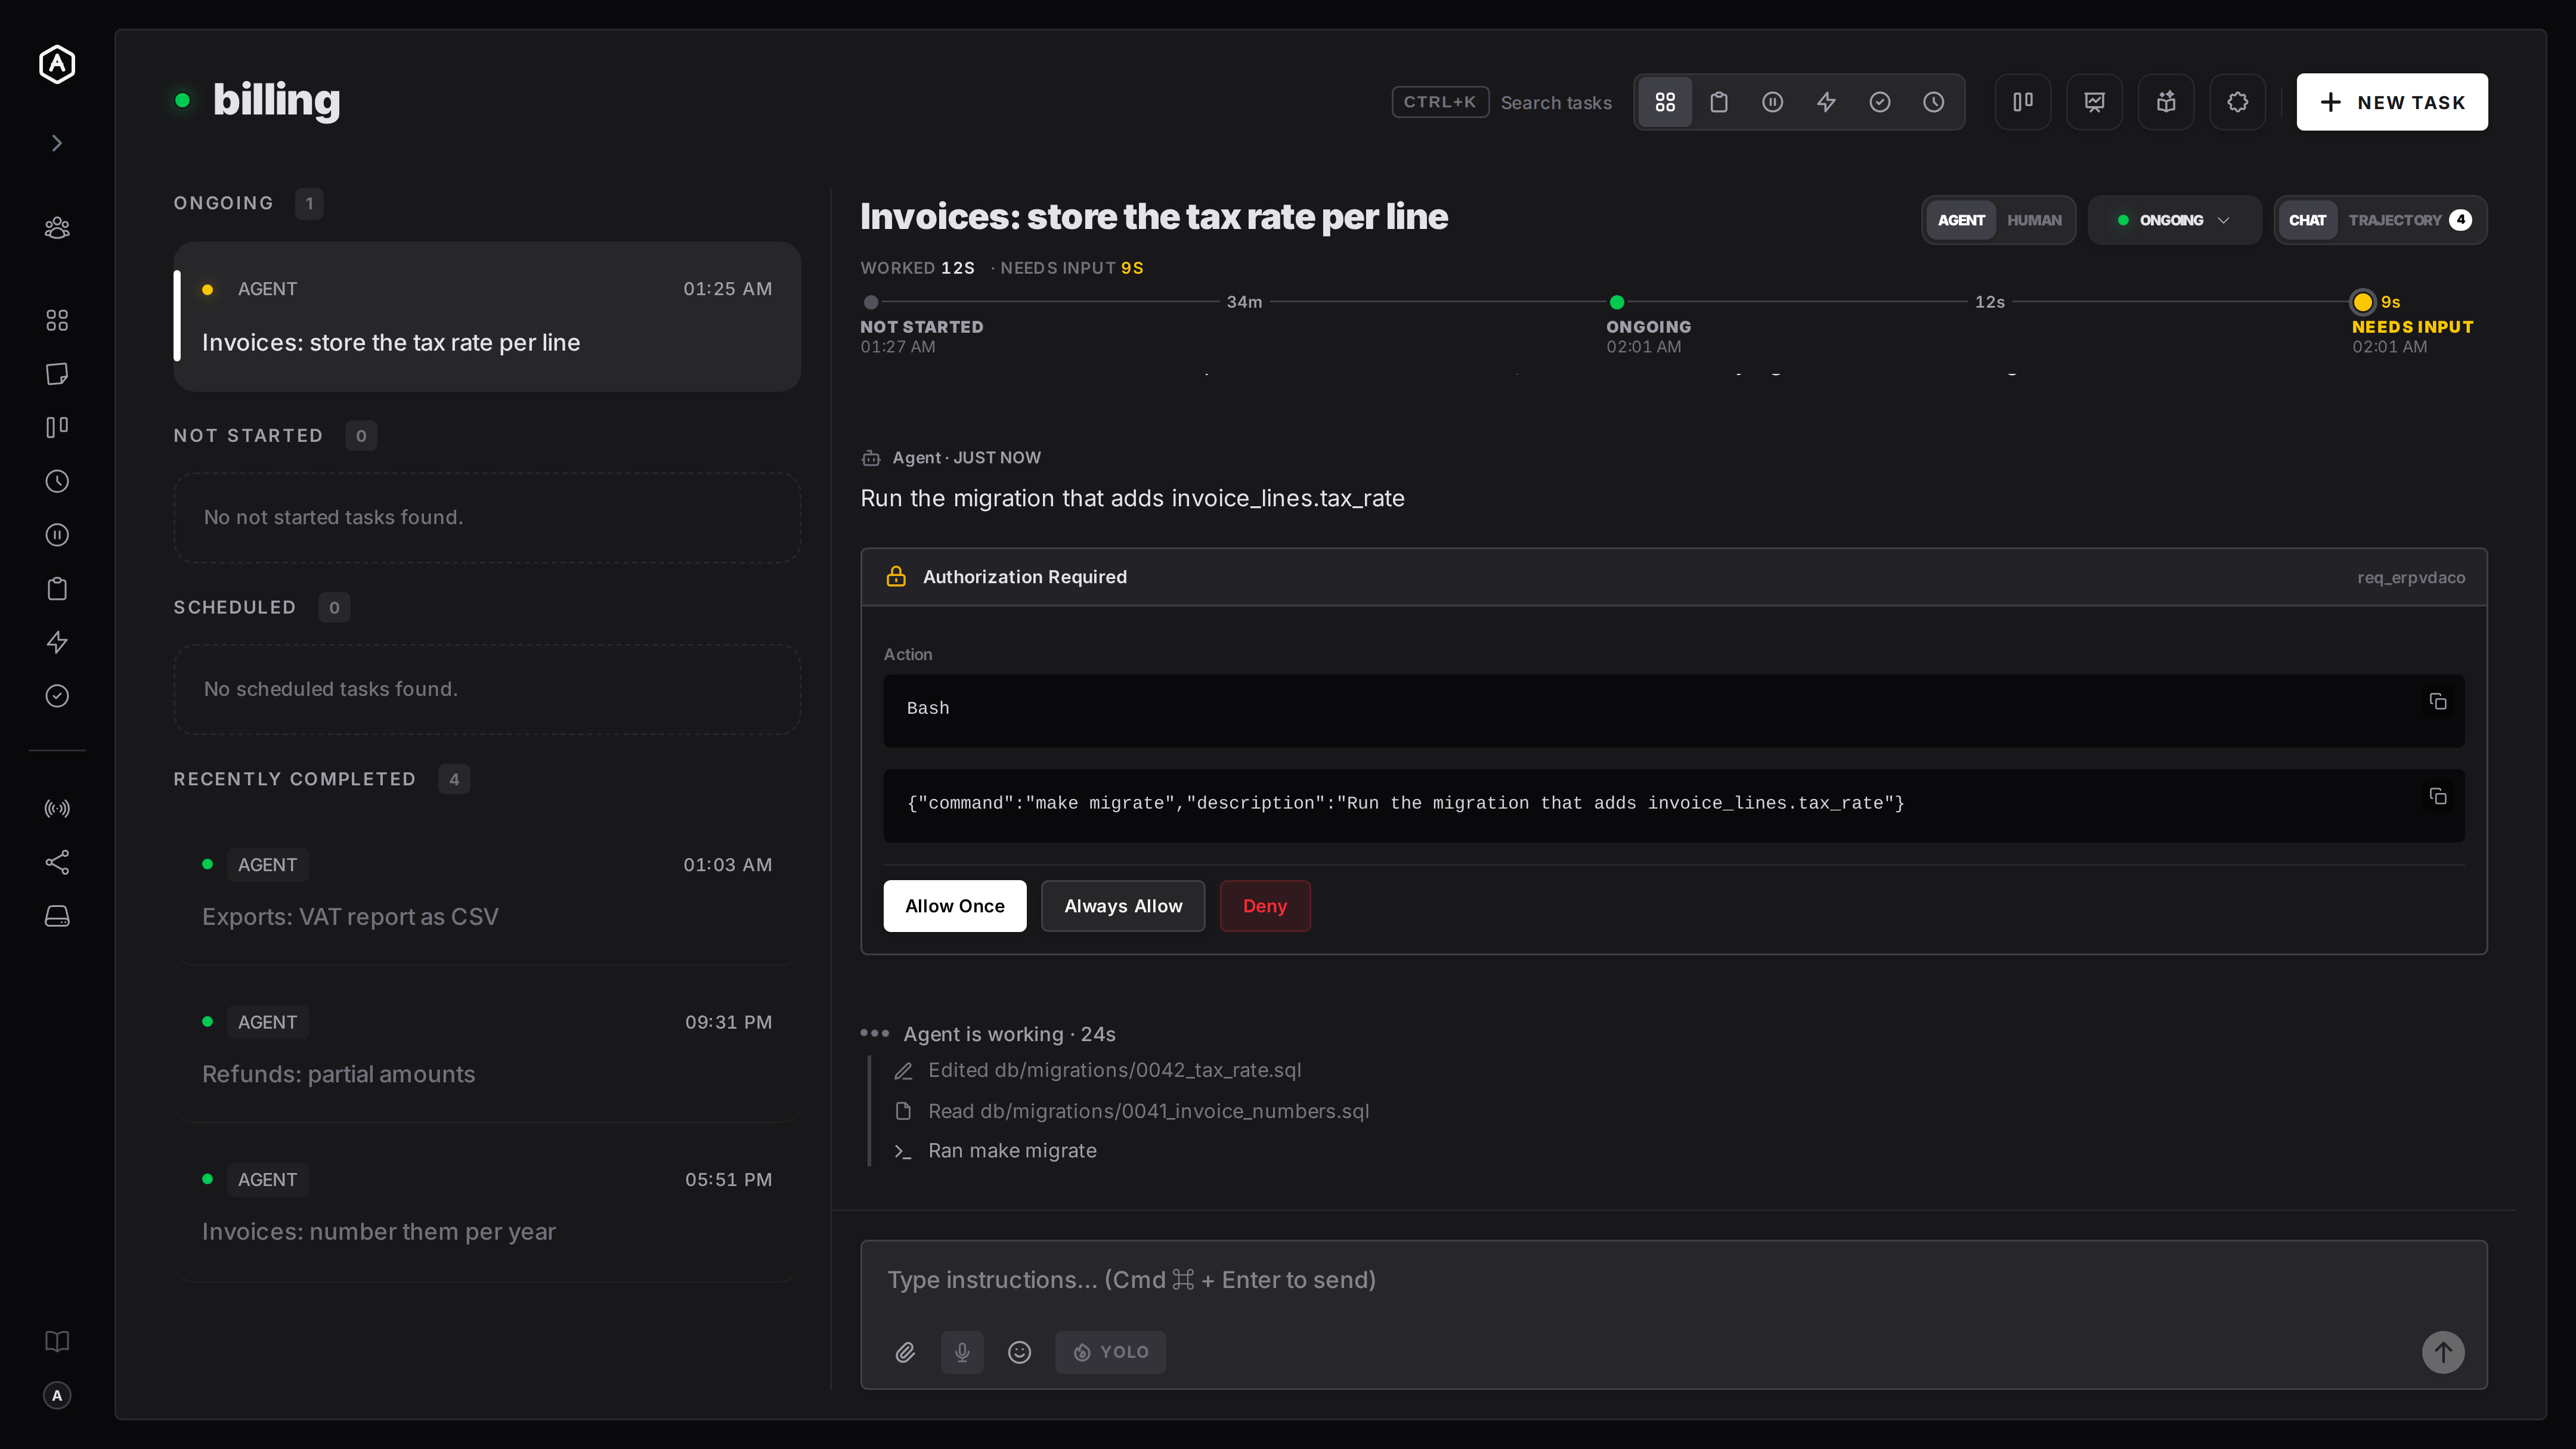 billing
CTRL+K Search tasks
NEW TASK
ONGOING 1
AGENT 01:25 AM
Invoices: store the tax rate per line
NOT STARTED 0
No not started tasks found.
SCHEDULED 0
No scheduled tasks found.
RECENTLY COMPLETED 4
AGENT 01:03 AM
Exports: VAT report as CSV
AGENT 09:31 PM
Refunds: partial amounts
AGENT 05:51 PM
Invoices: number them per year
A
Invoices: store the tax rate per line
AGENT HUMAN ONGOING CHAT TRAJECTORY 4
WORKED 12S · NEEDS INPUT 9S
34m 12s 9s
NOT STARTED ONGOING NEEDS INPUT
01:27 AM 02:01 AM 02:01 AM
Agent · JUST NOW
Run the migration that adds invoice_lines.tax_rate
Authorization Required req_erpvdaco
Action
Bash
{"command":"make migrate","description":"Run the migration that adds invoice_lines.tax_rate"}
Allow Once Always Allow Deny
Agent is working · 24s
Edited db/migrations/0042_tax_rate.sql
Read db/migrations/0041_invoice_numbers.sql
Ran make migrate
Type instructions... (Cmd ⌘ + Enter to send)
YOLO